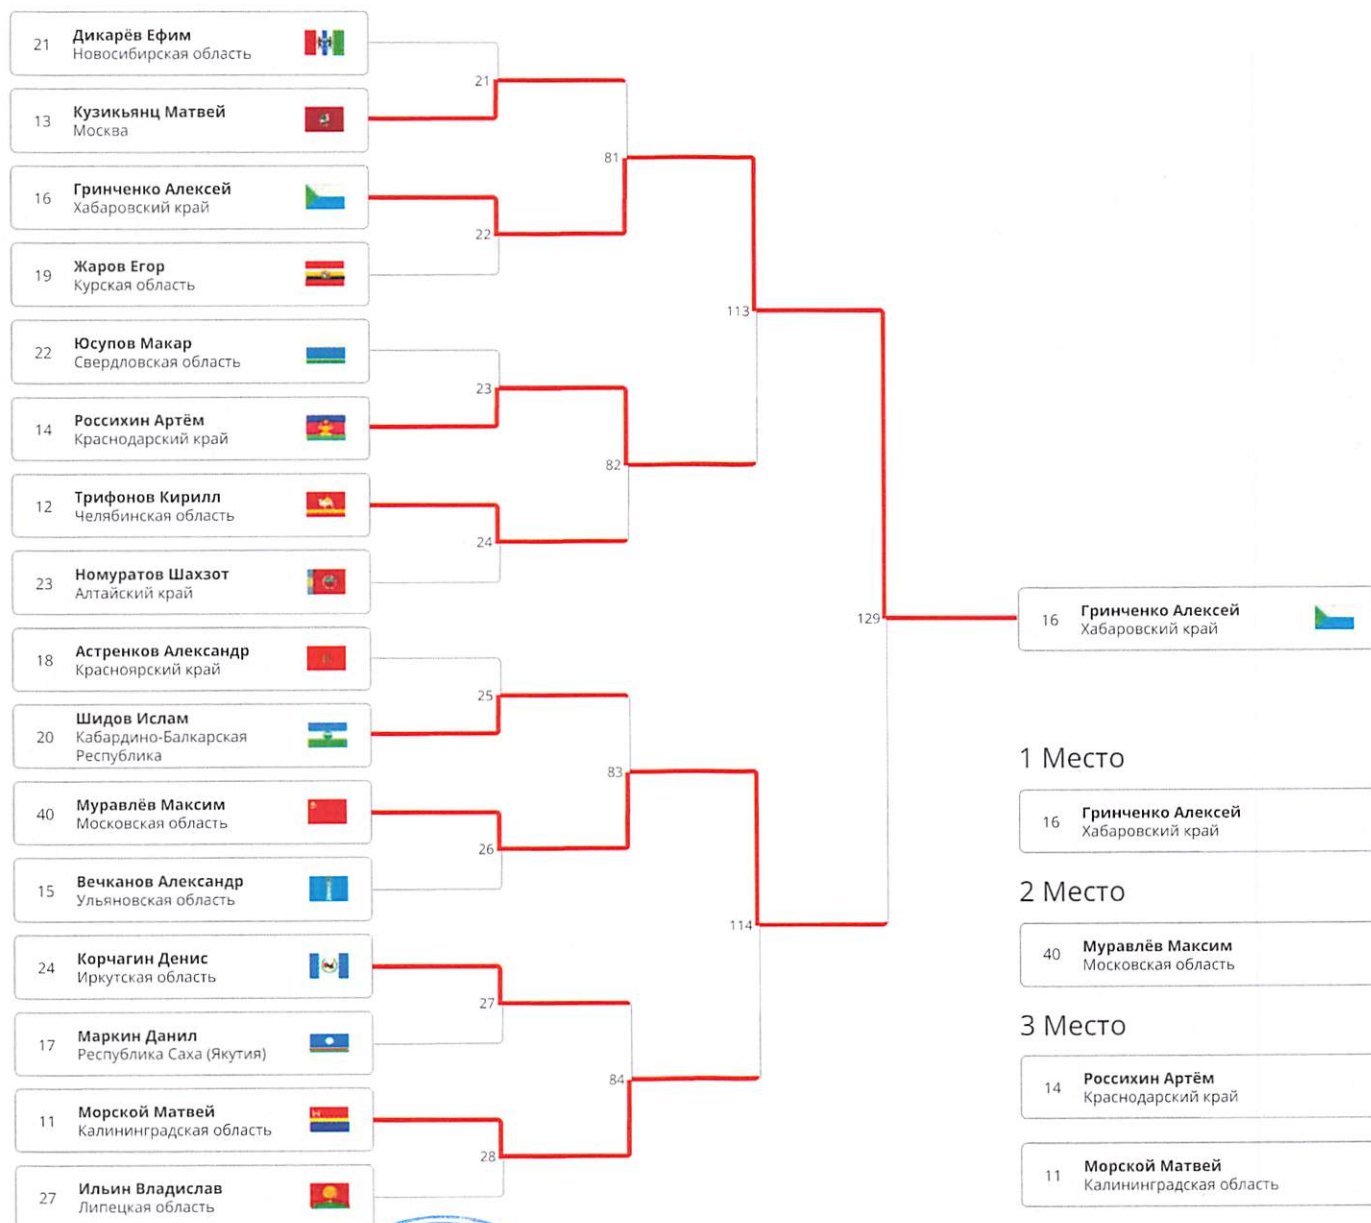 21
Дикарёв Ефим
Новосибирская область
13
Кузикьянц Матвей
Москва
16
Гринченко Алексей
Хабаровский край
19
Жаров Егор
Курская область
22
Юсупов Макар
Свердловская область
14
Россихин Артём
Краснодарский край
12
Трифонов Кирилл
Челябинская область
23
Номуратов Шахзот
Алтайский край
18
Астренков Александр
Красноярский край
20
Шидов Ислам
Кабардино-Балкарская
Республика
40
Муравлёв Максим
Московская область
15
Вечканов Александр
Ульяновская область
24
Корчагин Денис
Иркутская область
17
Маркин Данил
Республика Саха (Якутия)
11
Морской Матвей
Калининградская область
27
Ильин Владислав
Липецкая область
21
22
23
24
25
26
27
28
81
82
83
84
113
114
129
16
Гринченко Алексей
Хабаровский край
1 Место
16
Гринченко Алексей
Хабаровский край
2 Место
40
Муравлёв Максим
Московская область
3 Место
14
Россихин Артём
Краснодарский край
11
Морской Матвей
Калининградская область